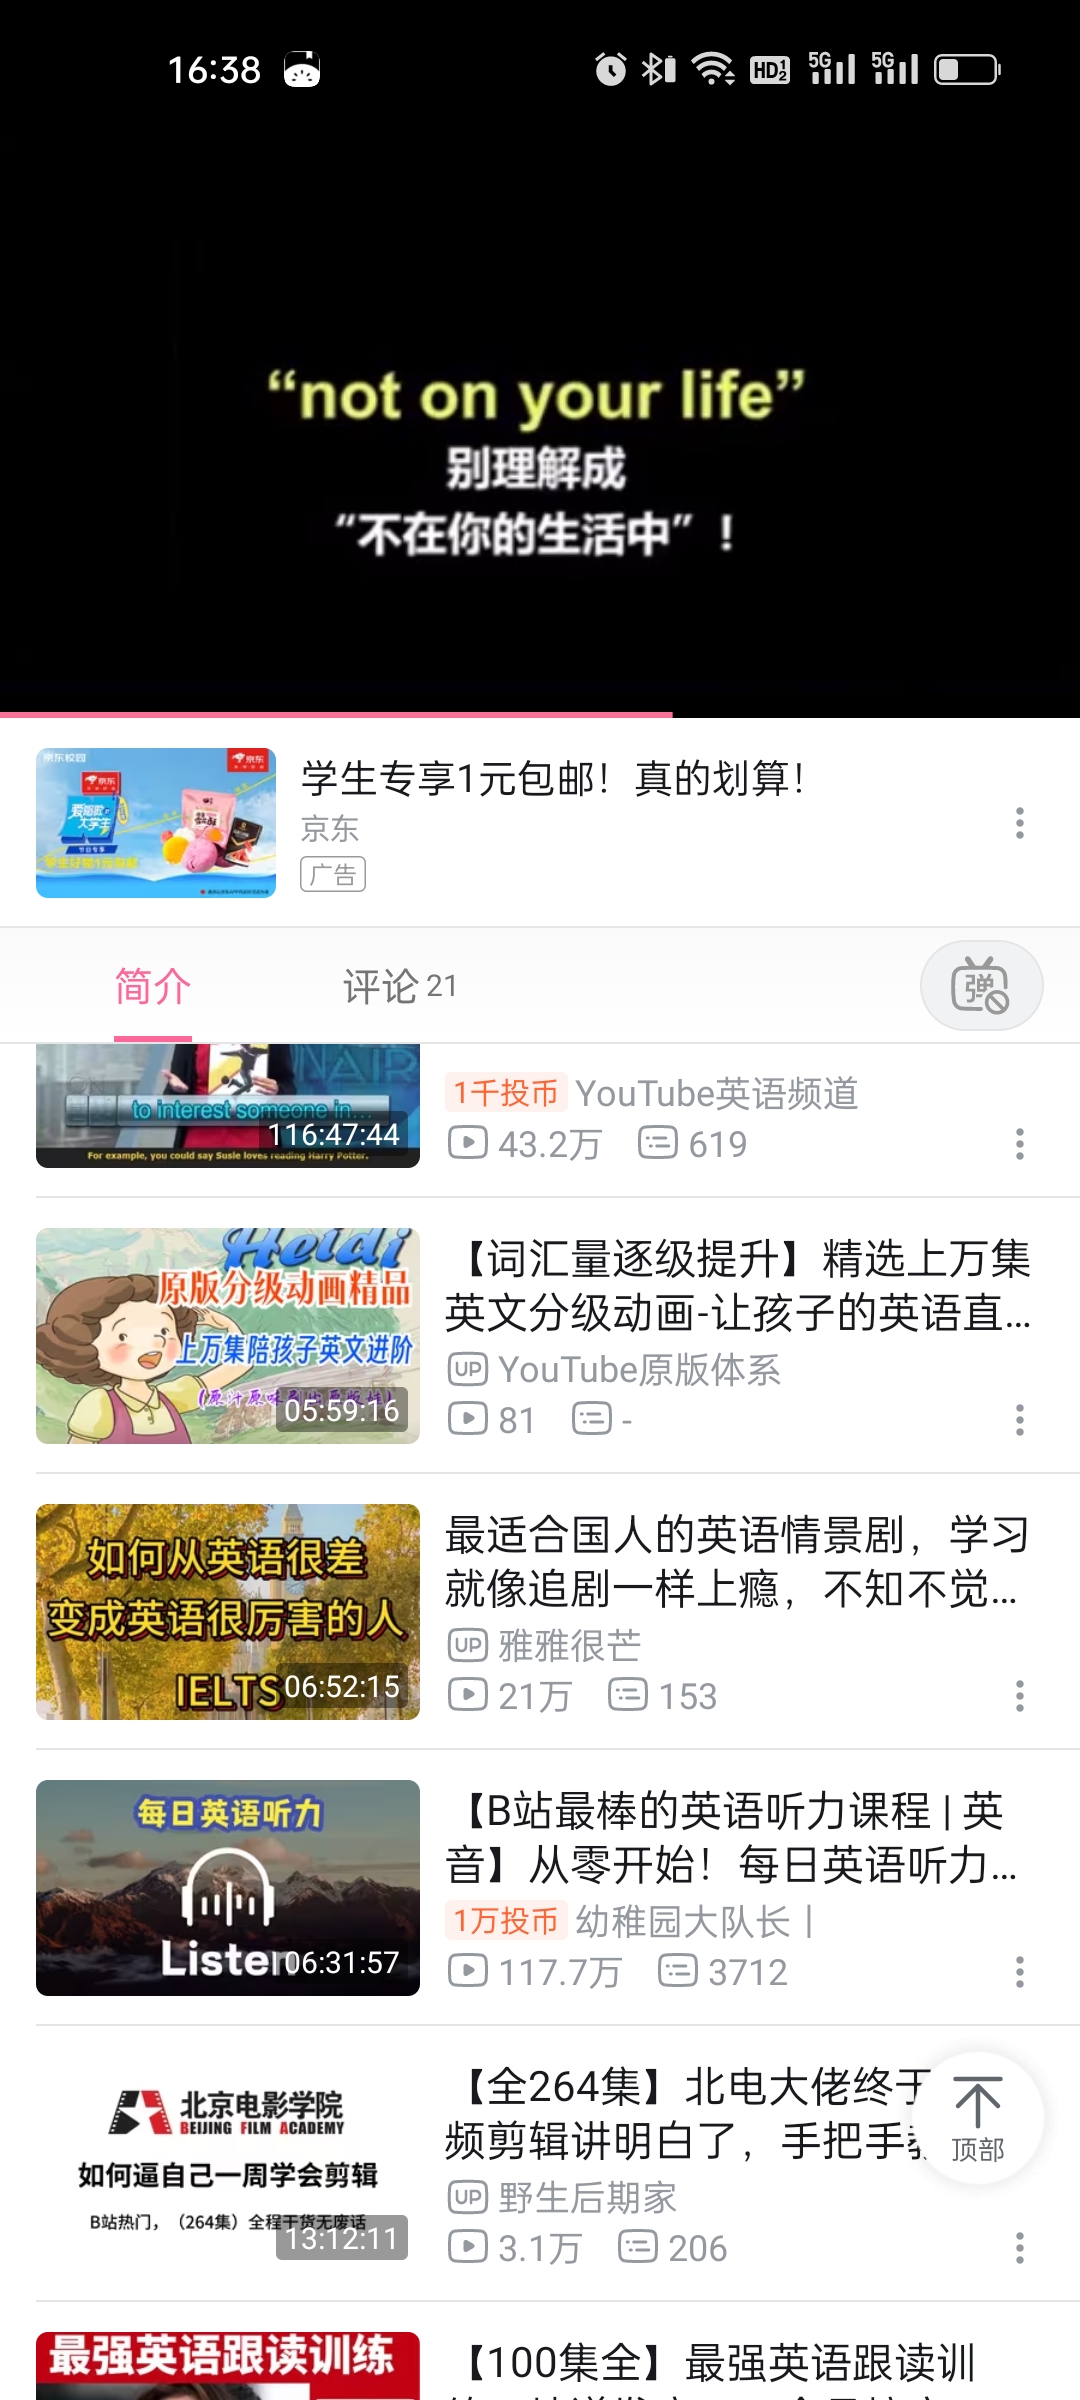 16:38
HD 1 2
5G
5G
“not on your life”
别理解成
“不在你的生活中”！
京东校园
京东
京东
学生专享1元包邮！真的划算！
京东
广告
简介
评论 21
弹
to interest someone in...
116:47:44
For example, you could say Susie loves reading Harry Potter.
1千投币 YouTube英语频道
43.2万 619
Heidi
原版分级动画精品
上万集陪孩子英文进阶
05:59:16
【词汇量逐级提升】精选上万集
英文分级动画-让孩子的英语直...
UP YouTube原版体系
81 -
如何从英语很差
变成英语很厉害的人
IELTS
06:52:15
最适合国人的英语情景剧，学习
就像追剧一样上瘾，不知不觉...
UP 雅雅很芒
21万 153
每日英语听力
Listen
06:31:57
【B站最棒的英语听力课程 | 英
音】从零开始！每日英语听力...
1万投币 幼稚园大队长丨
117.7万 3712
北京电影学院
BEIJING FILM ACADEMY
如何逼自己一周学会剪辑
B站热门，（264集）全程干货无废话
13:12:11
【全264集】北电大佬终于
频剪辑讲明白了，手把手
UP 野生后期家
3.1万 206
顶部
最强英语跟读训练
【100集全】最强英语跟读训